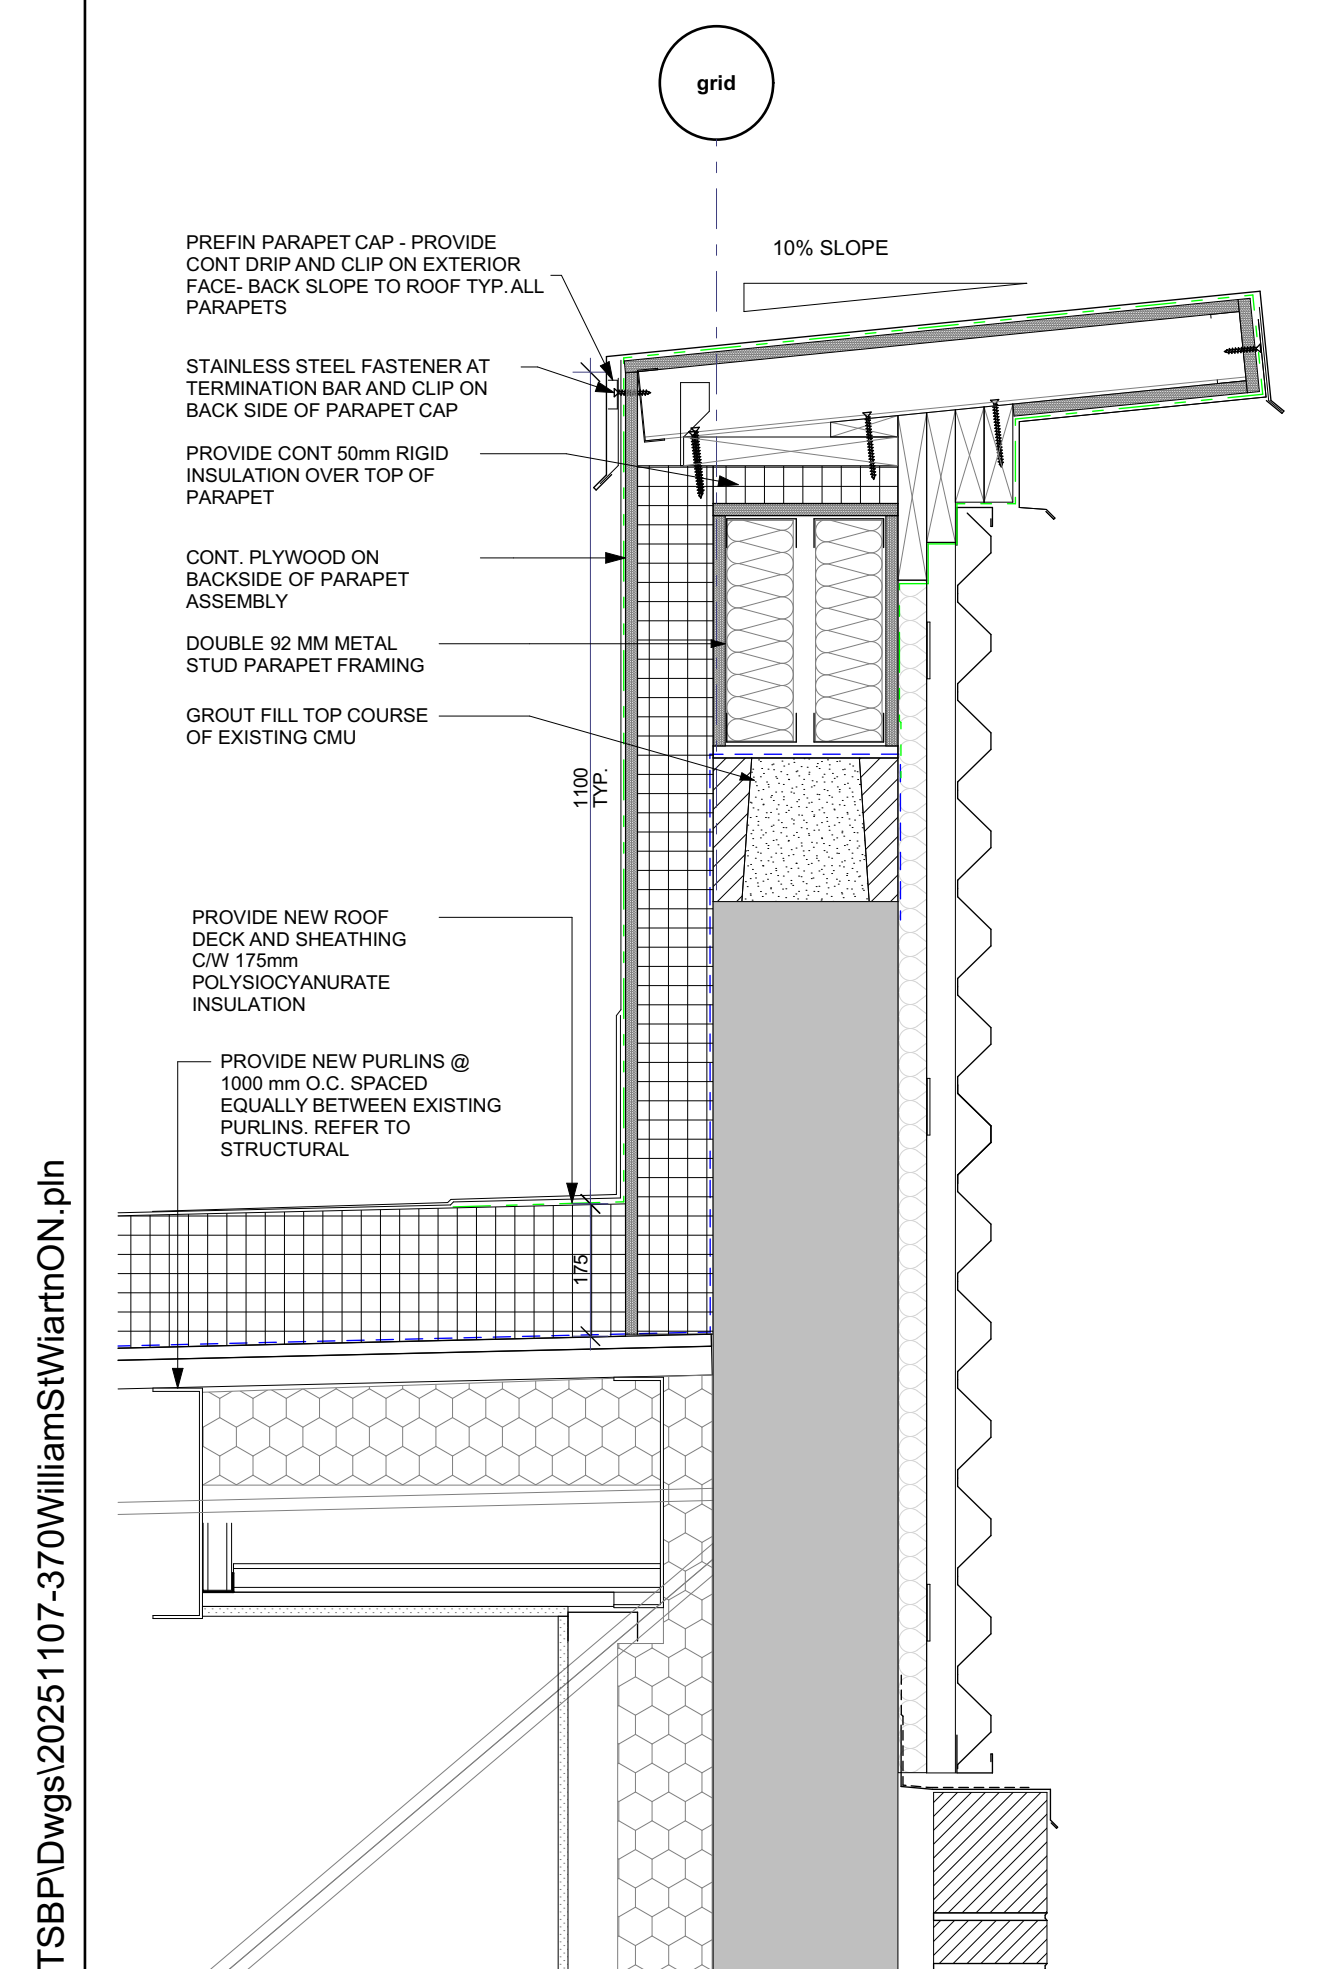 grid
10% SLOPE
PREFIN PARAPET CAP - PROVIDE
CONT DRIP AND CLIP ON EXTERIOR
FACE- BACK SLOPE TO ROOF TYP. ALL
PARAPETS
STAINLESS STEEL FASTENER AT
TERMINATION BAR AND CLIP ON
BACK SIDE OF PARAPET CAP
PROVIDE CONT 50mm RIGID
INSULATION OVER TOP OF
PARAPET
CONT. PLYWOOD ON
BACKSIDE OF PARAPET
ASSEMBLY
DOUBLE 92 MM METAL
STUD PARAPET FRAMING
GROUT FILL TOP COURSE
OF EXISTING CMU
1100
TYP.
PROVIDE NEW ROOF
DECK AND SHEATHING
C/W 175mm
POLYSIOCYANURATE
INSULATION
PROVIDE NEW PURLINS @
1000 mm O.C. SPACED
EQUALLY BETWEEN EXISTING
PURLINS. REFER TO
STRUCTURAL
175
TSBP\Dwgs\20251107-370WilliamStWiartnON.pln